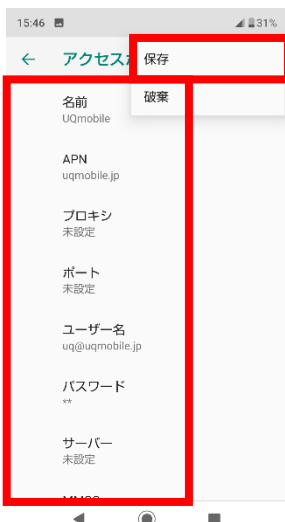 15:46 31%
アクセスポ
保存
破棄
名前
UQmobile
APN
uqmobile.jp
プロキシ
未設定
ポート
未設定
ユーザー名
uq@uqmobile.jp
パスワード
**
サーバー
未設定